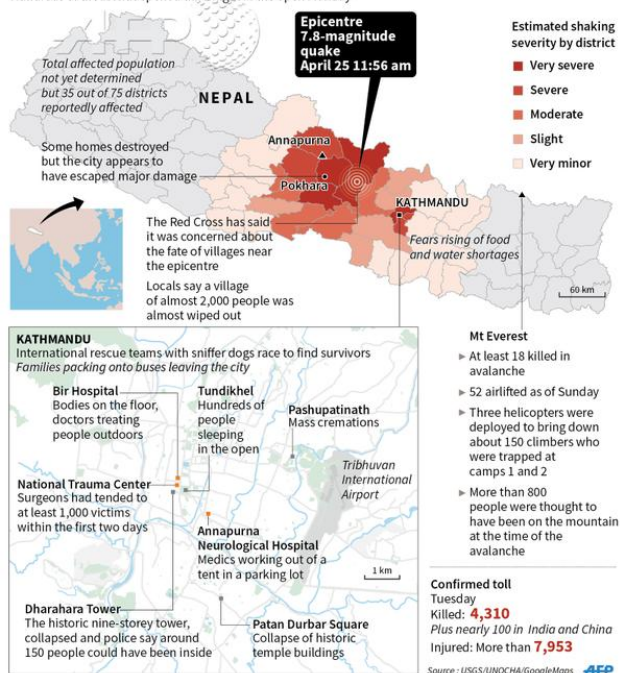 Epicentre
7.8-magnitude
quake
April 25 11:56 am
Estimated shaking
severity by district
Very severe
Severe
Moderate
Slight
Very minor
Total affected population
not yet determined
but 35 out of 75 districts
reportedly affected
NEPAL
Annapurna
Some homes destroyed
but the city appears to
have escaped major damage
Pokhara
KATHMANDU
The Red Cross has said
it was concerned about
the fate of villages near
the epicentre
Fears rising of food
and water shortages
Locals say a village
of almost 2,000 people was
almost wiped out
60 km
KATHMANDU
International rescue teams with sniffer dogs race to find survivors
Families packing onto buses leaving the city
Bir Hospital
Bodies on the floor,
doctors treating
people outdoors
Tundikhel
Hundreds of
people
sleeping
in the open
Pashupatinath
Mass cremations
Tribhuvan
International
Airport
National Trauma Center
Surgeons had tended to
at least 1,000 victims
within the first two days
Annapurna
Neurological Hospital
Medics working out of a
tent in a parking lot
1 km
Dharahara Tower
The historic nine-storey tower,
collapsed and police say around
150 people could have been inside
Patan Durbar Square
Collapse of historic
temple buildings
Mt Everest
At least 18 killed in
avalanche
52 airlifted as of Sunday
Three helicopters were
deployed to bring down
about 150 climbers who
were trapped at
camps 1 and 2
More than 800
people were thought to
have been on the mountain
at the time of the
avalanche
Confirmed toll
Tuesday
Killed: 4,310
Plus nearly 100 in India and China
Injured: More than 7,953
Source : USGS/UNOCHA/GoogleMaps
AFP